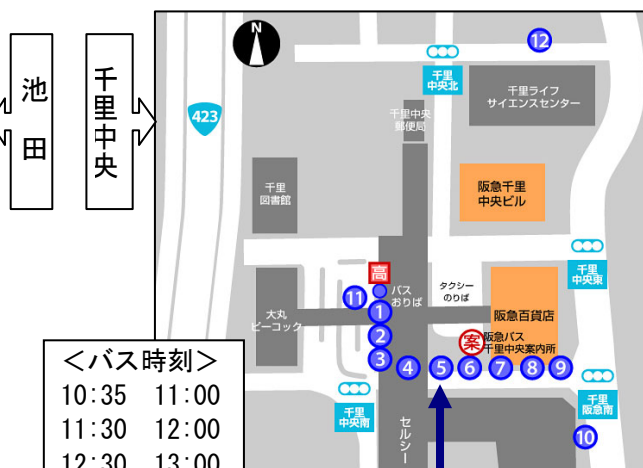 池田
千里中央
N
423
12
千里
中央北
千里ライフ
サイエンスセンター
千里中央
郵便局
千里
図書館
阪急千里
中央ビル
千里
中央東
高
バス
おりば
タクシー
のりば
11
1
2
3
4
5
6
7
8
9
10
大丸
ピーコック
阪急百貨店
案
阪急バス
千里中央案内所
千里
中央南
千里
阪急南
セルシー
＜バス時刻＞
10:35 11:00
11:30 12:00
12:30 13:00